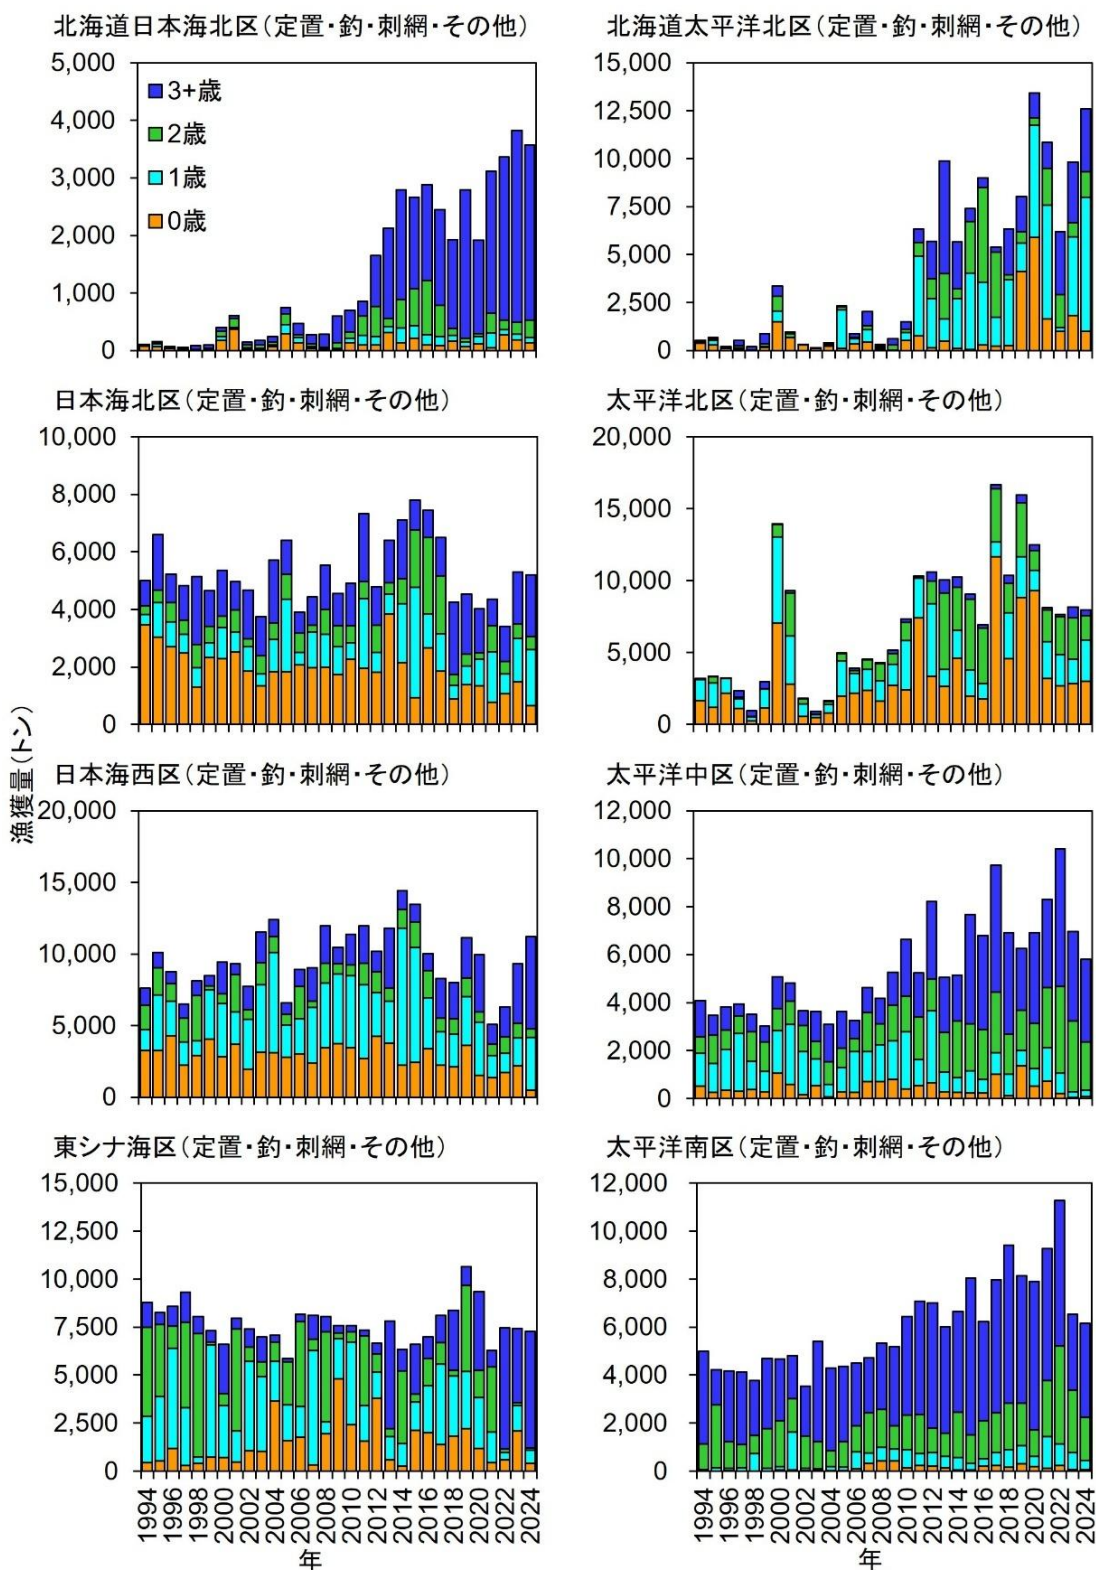 北海道日本海北区（定置・釣・刺網・その他）
5,000
4,000
3,000
2,000
1,000
0
3+歳
2歳
1歳
0歳
北海道太平洋北区（定置・釣・刺網・その他）
15,000
12,500
10,000
7,500
5,000
2,500
0
日本海北区（定置・釣・刺網・その他）
10,000
8,000
6,000
4,000
2,000
0
太平洋北区（定置・釣・刺網・その他）
20,000
15,000
10,000
5,000
0
漁獲量（トン）
日本海西区（定置・釣・刺網・その他）
20,000
15,000
10,000
5,000
0
太平洋中区（定置・釣・刺網・その他）
12,000
10,000
8,000
6,000
4,000
2,000
0
東シナ海区（定置・釣・刺網・その他）
15,000
12,500
10,000
7,500
5,000
2,500
0
1994 1996 1998 2000 2002 2004 2006 2008 2010 2012 2014 2016 2018 2020 2022 2024
年
太平洋南区（定置・釣・刺網・その他）
12,000
10,000
8,000
6,000
4,000
2,000
0
1994 1996 1998 2000 2002 2004 2006 2008 2010 2012 2014 2016 2018 2020 2022 2024
年